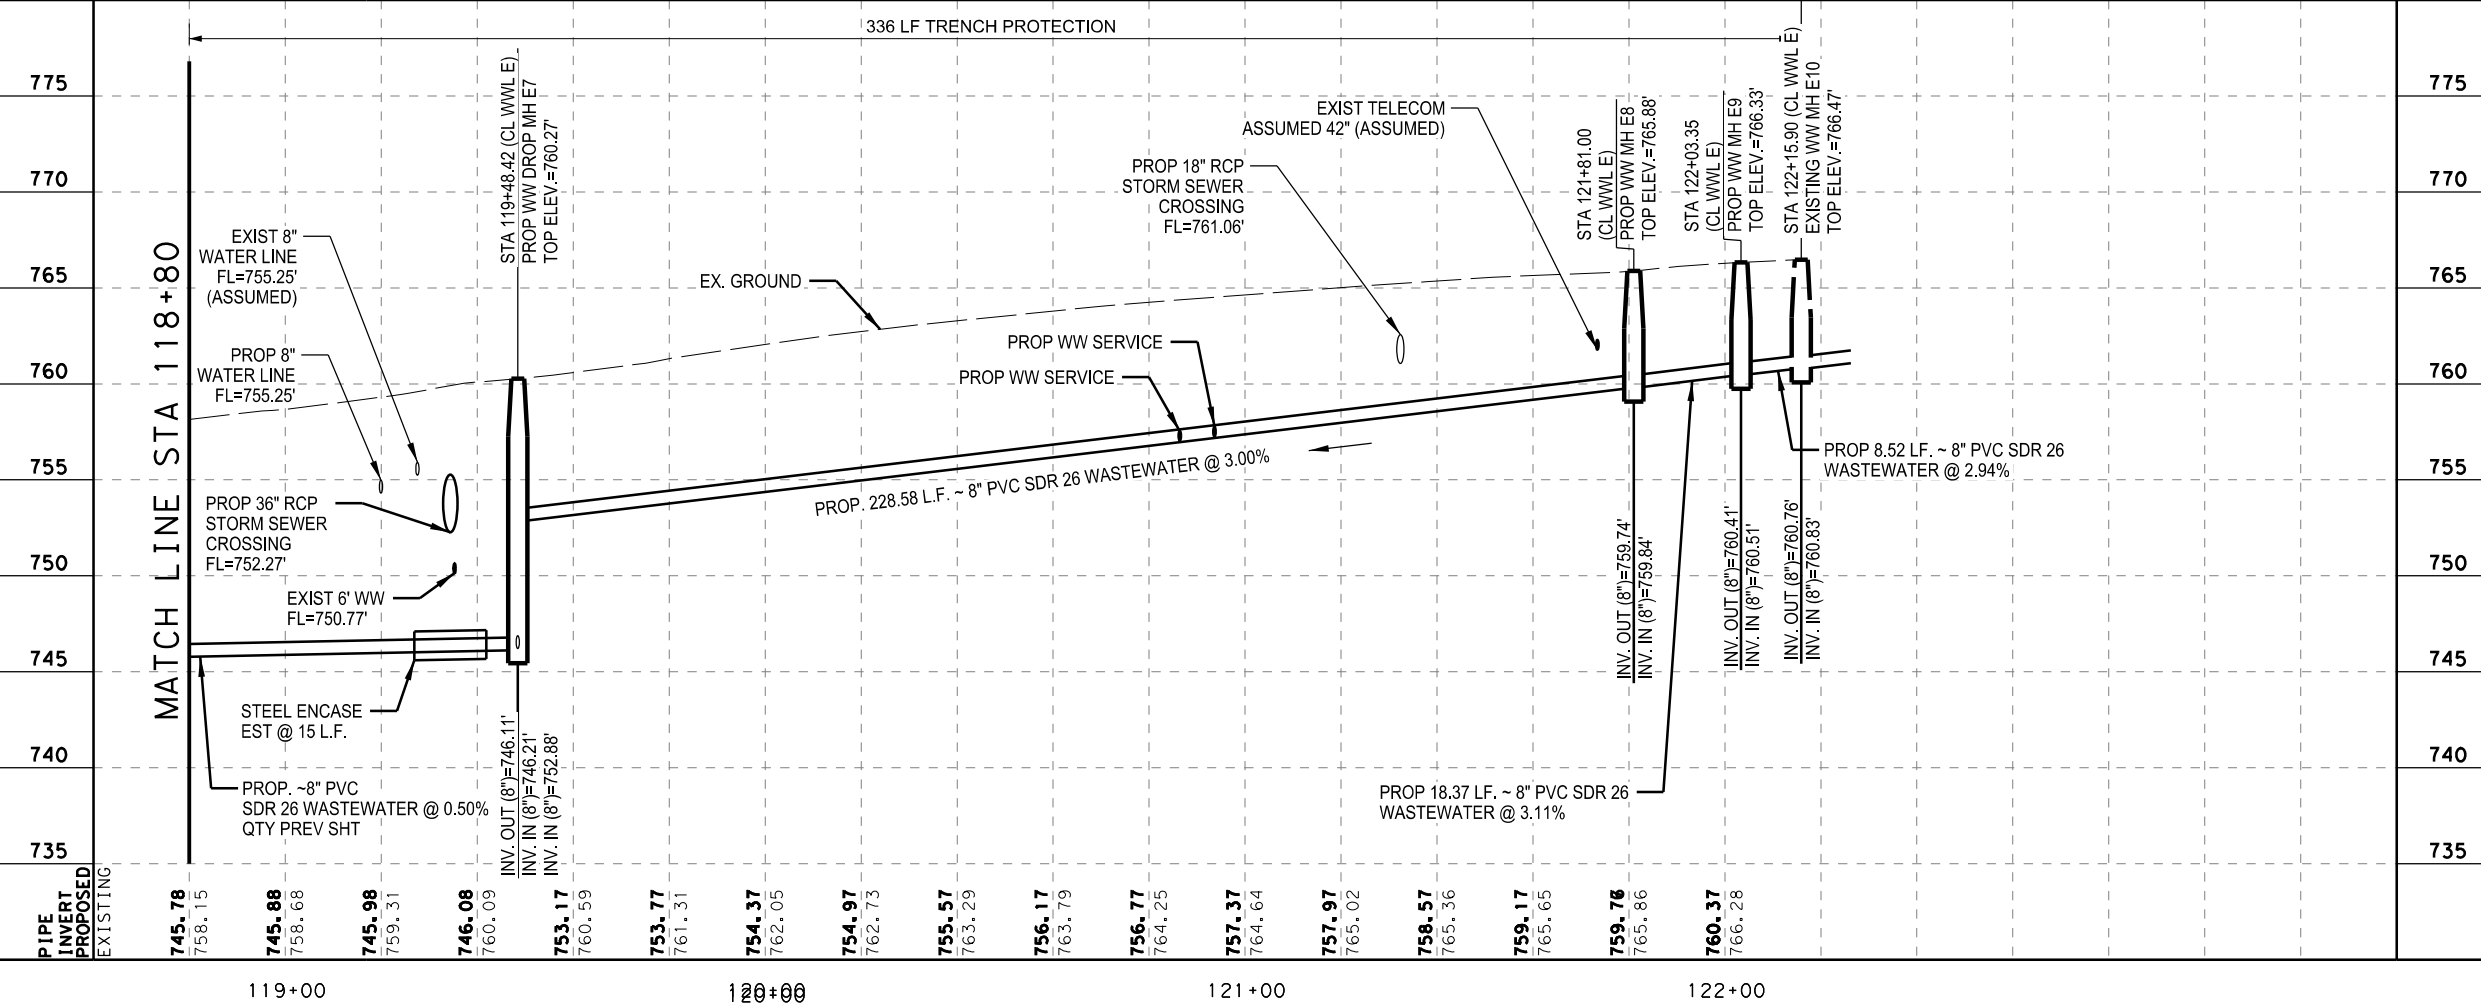 336 LF TRENCH PROTECTION
775
770
765
760
755
750
745
740
735
775
770
765
760
755
750
745
740
735
MATCH LINE STA 118+80
EXIST 8"
WATER LINE
FL=755.25'
(ASSUMED)
PROP 8"
WATER LINE
FL=755.25'
PROP 36" RCP
STORM SEWER
CROSSING
FL=752.27'
EXIST 6' WW
FL=750.77'
STEEL ENCASE
EST @ 15 L.F.
PROP. ~8" PVC
SDR 26 WASTEWATER @ 0.50%
QTY PREV SHT
STA 119+48.42 (CL WWL E)
PROP WW DROP MH E7
TOP ELEV.=760.27'
INV. OUT (8")=746.11'
INV. IN (8")=746.21'
INV. IN (8")=752.88'
EX. GROUND
PROP WW SERVICE
PROP WW SERVICE
PROP. 228.58 L.F. ~ 8" PVC SDR 26 WASTEWATER @ 3.00%
PROP 18" RCP
STORM SEWER
CROSSING
FL=761.06'
EXIST TELECOM
ASSUMED 42" (ASSUMED)
STA 121+81.00
(CL WWL E)
PROP WW MH E8
TOP ELEV.=765.88'
STA 122+03.35
(CL WWL E)
PROP WW MH E9
TOP ELEV.=766.33'
STA 122+15.90 (CL WWL E)
EXISTING WW MH E10
TOP ELEV.=766.47'
INV. OUT (8")=759.74'
INV. IN (8")=759.84'
INV. OUT (8")=760.41'
INV. IN (8")=760.51'
INV. OUT (8")=760.76'
INV. IN (8")=760.83'
PROP 8.52 LF. ~ 8" PVC SDR 26
WASTEWATER @ 2.94%
PROP 18.37 LF. ~ 8" PVC SDR 26
WASTEWATER @ 3.11%
PIPE
INVERT
PROPOSED
EXISTING
745.78
758.15
745.88
758.68
745.98
759.31
746.08
760.09
753.17
760.59
753.77
761.31
754.37
762.05
754.97
762.73
755.57
763.29
756.17
763.79
756.77
764.25
757.37
764.64
757.97
765.02
758.57
765.36
759.17
765.65
759.76
765.86
760.37
766.28
119+00
120+00
121+00
122+00